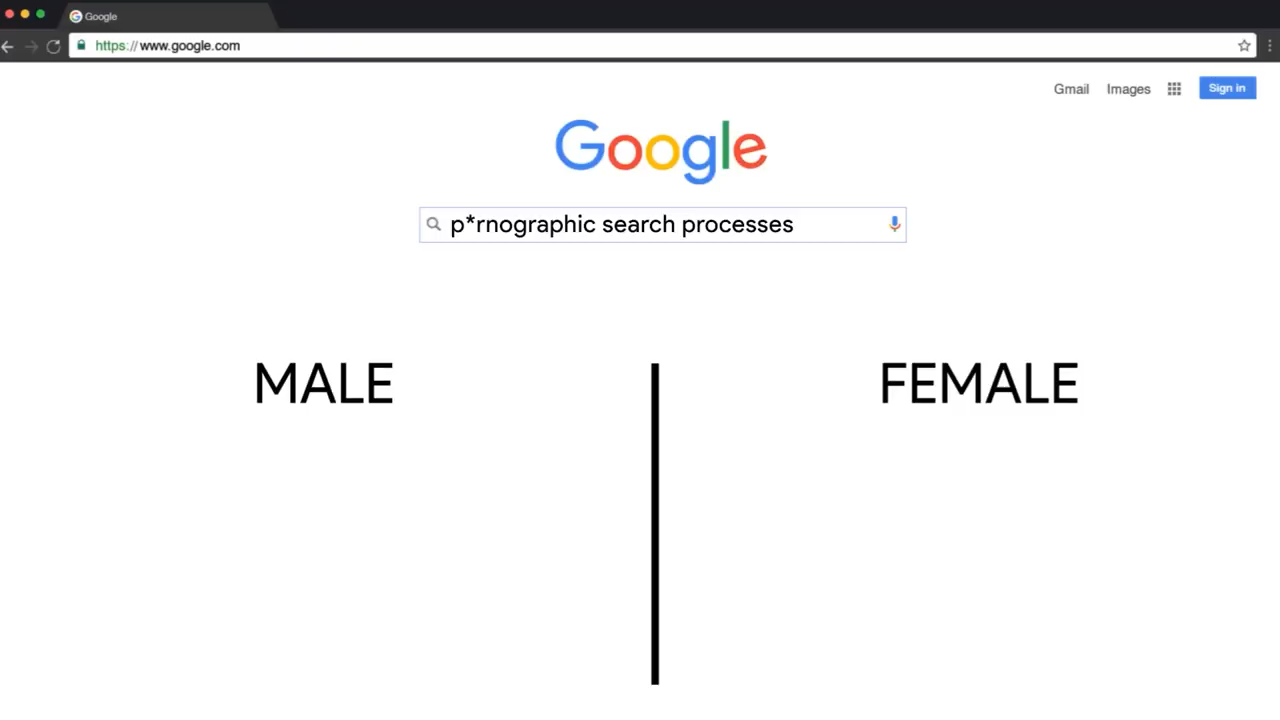 Google
https://www.google.com
Gmail Images Sign in
Google
p*rnographic search processes
MALE
FEMALE